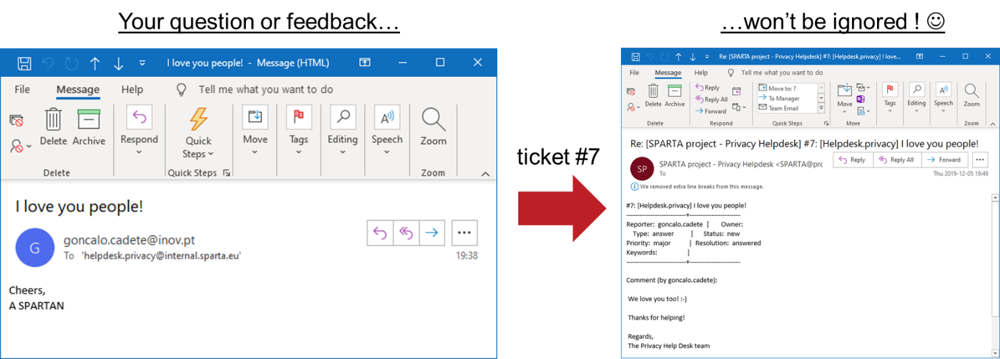 Your question or feedback…
…won't be ignored ! ☺
I love you people! - Message (HTML)
File Message Help Tell me what you want to do
Delete Archive Respond Quick Steps Move Tags Editing Speech Zoom
Delete Quick Steps Zoom
I love you people!
G
goncalo.cadete@inov.pt
To 'helpdesk.privacy@internal.sparta.eu'
19:38
Cheers,
A SPARTAN
ticket #7
Re: [SPARTA project - Privacy Helpdesk] #7: [Helpdesk.privacy] I love...
File Message Help Tell me what you want to do
Delete Archive
Reply
Reply All
Forward
Move to: ?
To Manager
Team Email
Move Tags Editing Speech Zoom
Delete Respond Quick Steps Move Zoom
Re: [SPARTA project - Privacy Helpdesk] #7: [Helpdesk.privacy] I love you people!
SP
SPARTA project - Privacy Helpdesk <SPARTA@prc
To
Reply Reply All Forward
Thu 2019-12-05 19:49
We removed extra line breaks from this message.
#7: [Helpdesk.privacy] I love you people!
--------------------------+----------------------
Reporter: goncalo.cadete | Owner:
Type: answer | Status: new
Priority: major | Resolution: answered
Keywords: |
--------------------------+----------------------
Comment (by goncalo.cadete):
We love you too! :-)
Thanks for helping!
Regards,
The Privacy Help Desk team